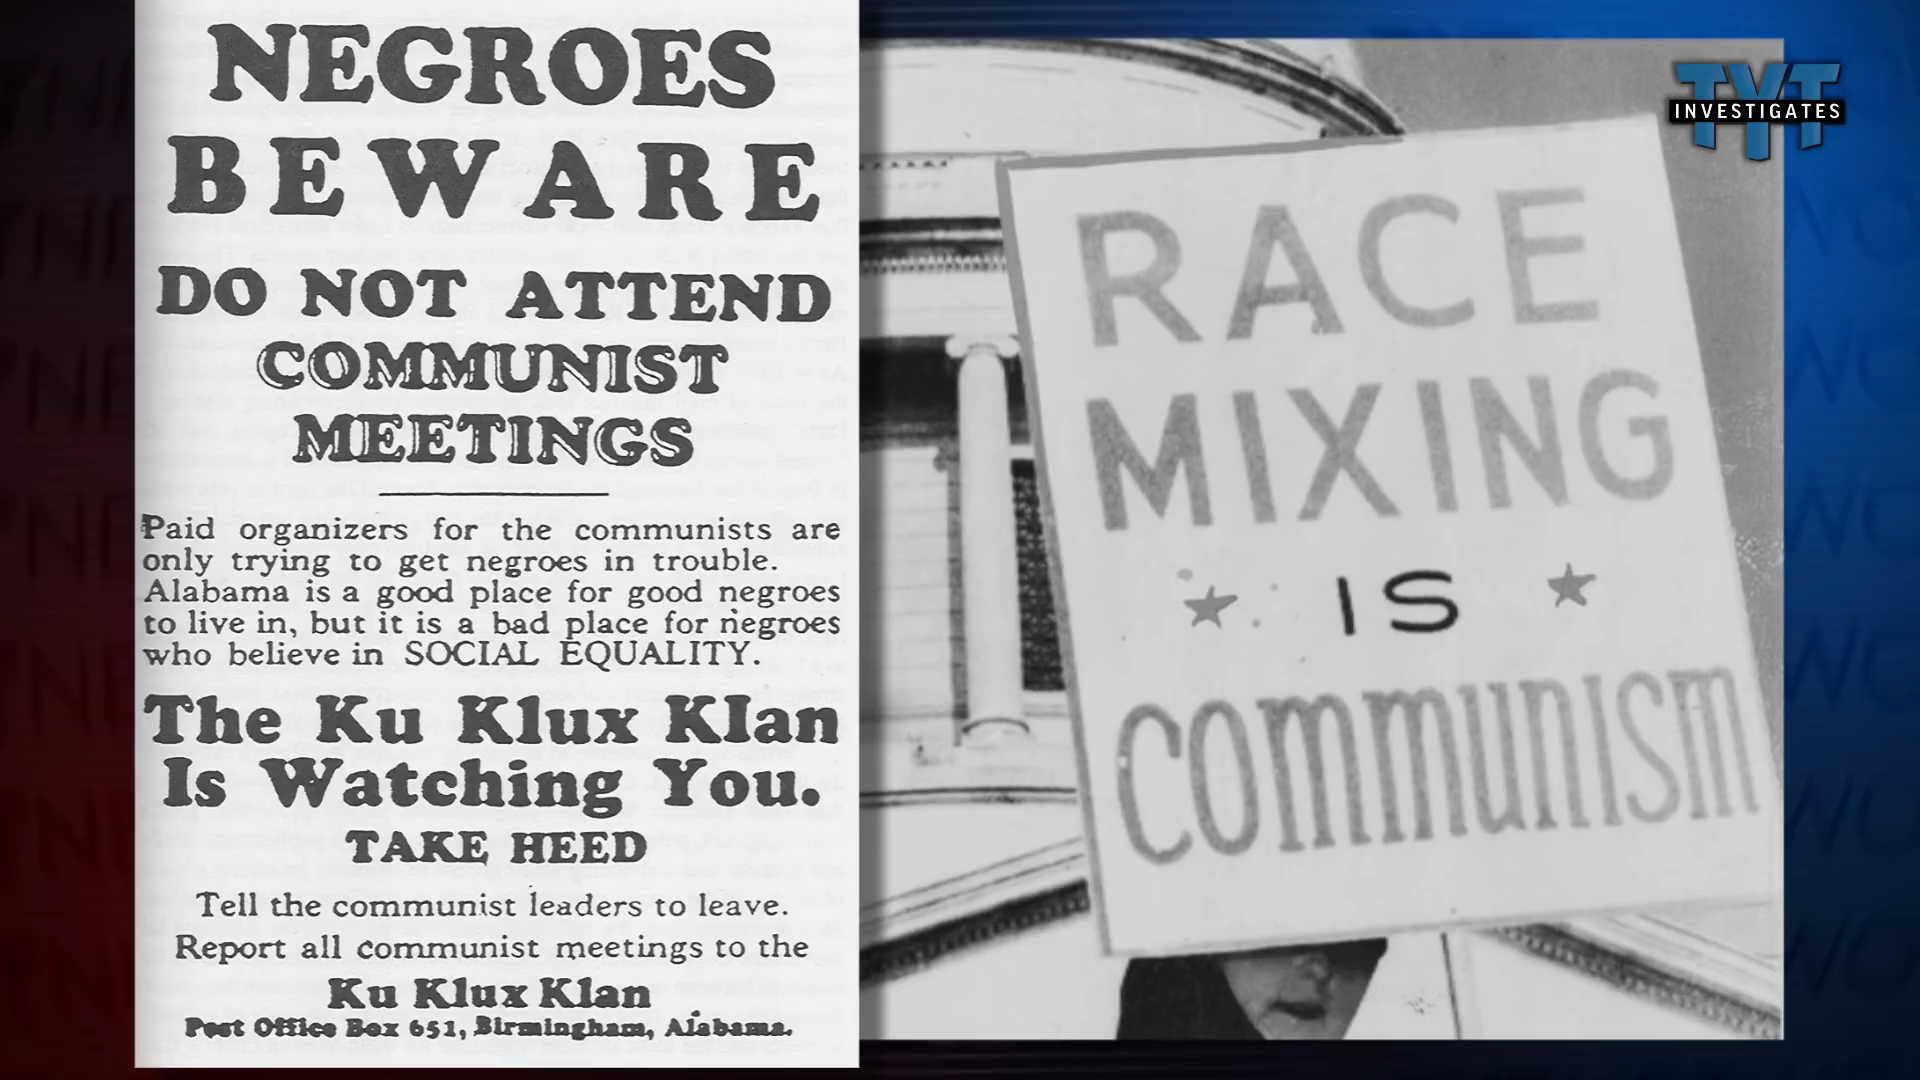 NEGROES
BEWARE
DO NOT ATTEND
COMMUNIST
MEETINGS
Paid organizers for the communists are
only trying to get negroes in trouble.
Alabama is a good place for good negroes
to live in, but it is a bad place for negroes
who believe in SOCIAL EQUALITY.
The Ku Klux Klan
Is Watching You.
TAKE HEED
Tell the communist leaders to leave.
Report all communist meetings to the
Ku Klux Klan
Post Office Box 651, Birmingham, Alabama.
TYT
INVESTIGATES
RACE
MIXING
IS
COMMUNISM